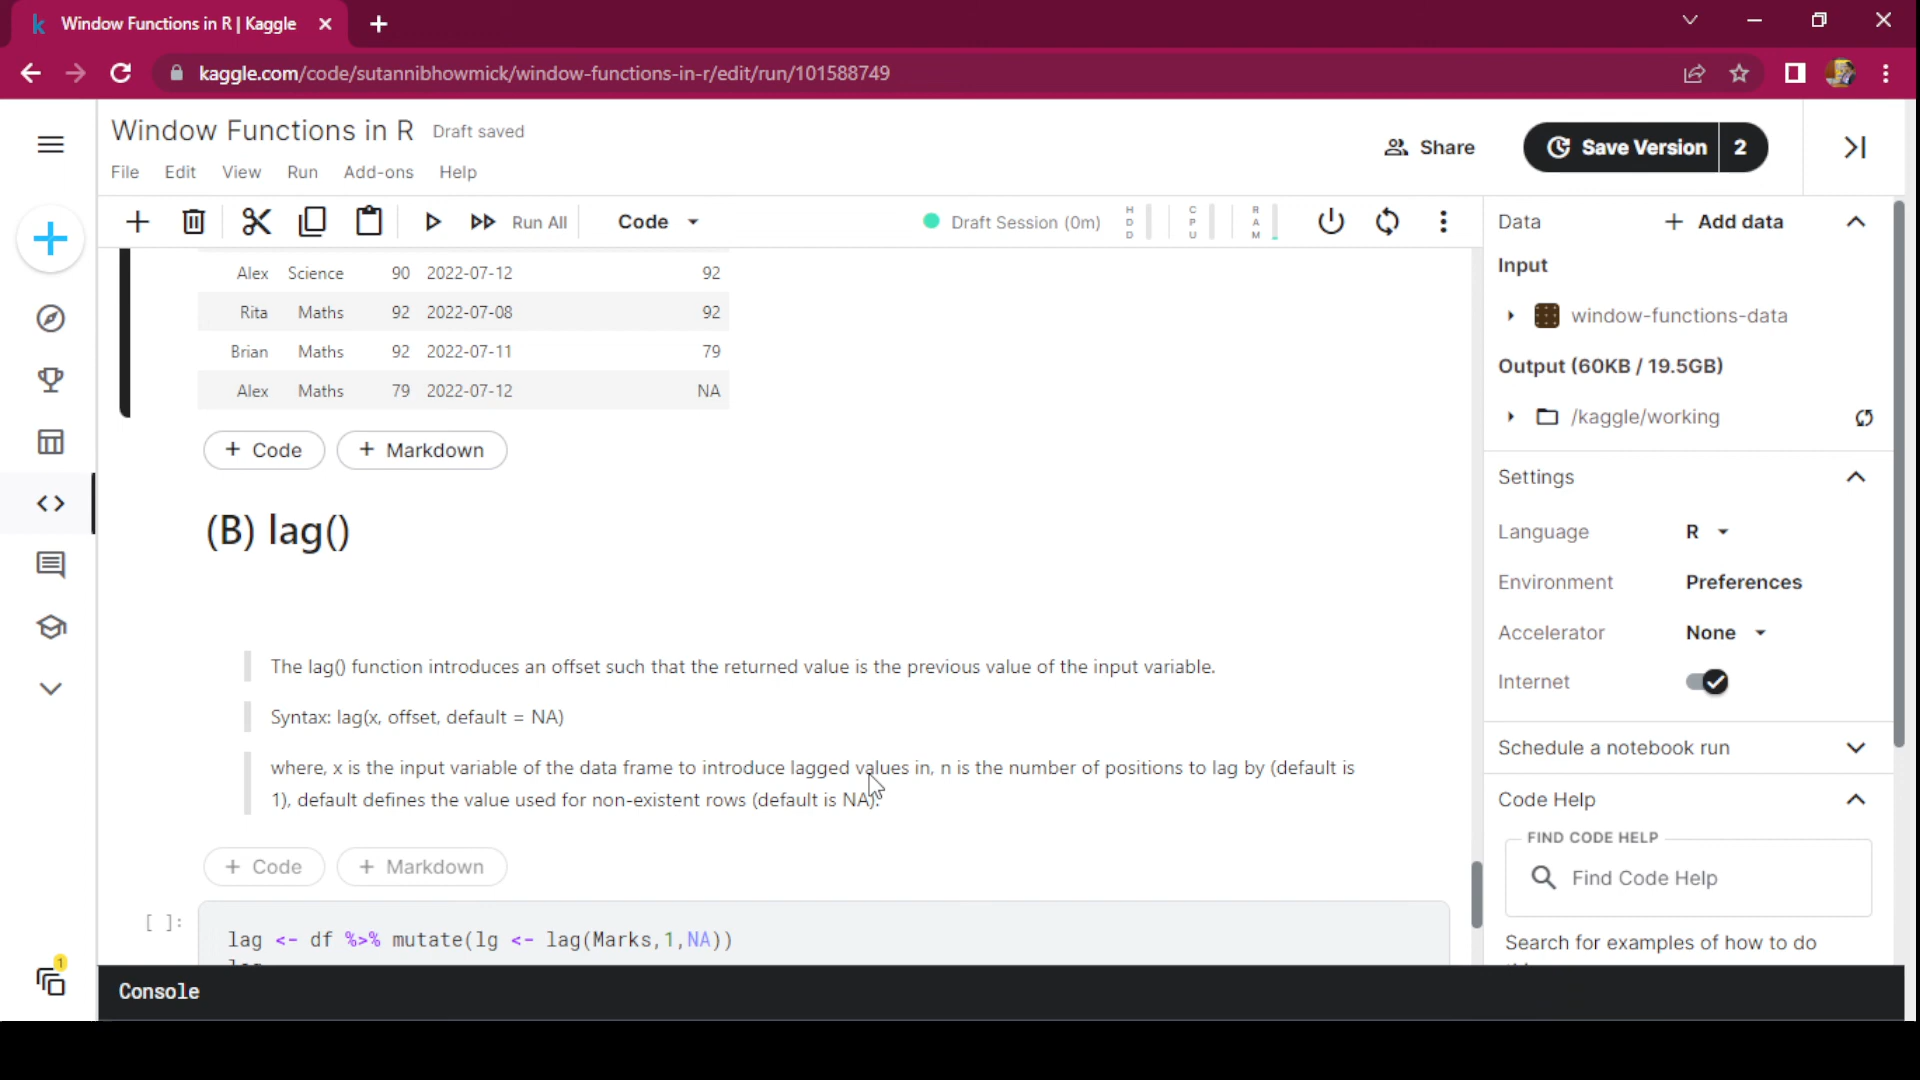 Window Functions in R | Kaggle
kaggle.com/code/sutannibhowmick/window-functions-in-r/edit/run/101588749
Window Functions in R Draft saved
File Edit View Run Add-ons Help
Share
Save Version 2
Run All Code
Draft Session (0m) HDD CPU RAM
Alex Science 90 2022-07-12 92
Rita Maths 92 2022-07-08 92
Brian Maths 92 2022-07-11 79
Alex Maths 79 2022-07-12 NA
+ Code + Markdown
(B) lag()
The lag() function introduces an offset such that the returned value is the previous value of the input variable.
Syntax: lag(x, offset, default = NA)
where, x is the input variable of the data frame to introduce lagged values in, n is the number of positions to lag by (default is
1), default defines the value used for non-existent rows (default is NA).
+ Code + Markdown
[ ]:
lag <- df %>% mutate(lg <- lag(Marks,1,NA))
Console
1
Data + Add data
Input
window-functions-data
Output (60KB / 19.5GB)
/kaggle/working
Settings
Language R
Environment Preferences
Accelerator None
Internet
Schedule a notebook run
Code Help
FIND CODE HELP
Find Code Help
Search for examples of how to do